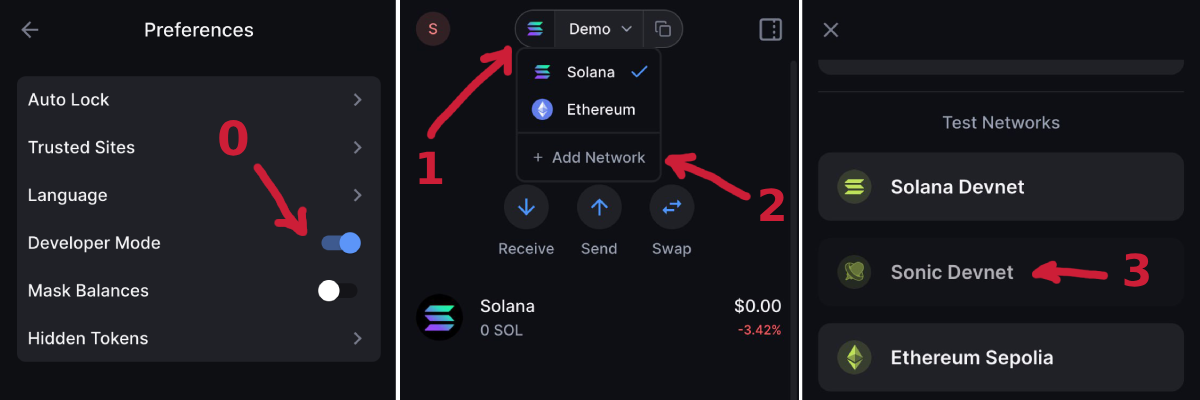 Preferences
Auto Lock
Trusted Sites
0
Language
Developer Mode
Mask Balances
Hidden Tokens
S
Demo
1
Solana
Ethereum
+ Add Network
2
Receive
Send
Swap
Solana
$0.00
0 SOL
-3.42%
Test Networks
Solana Devnet
Sonic Devnet
3
Ethereum Sepolia